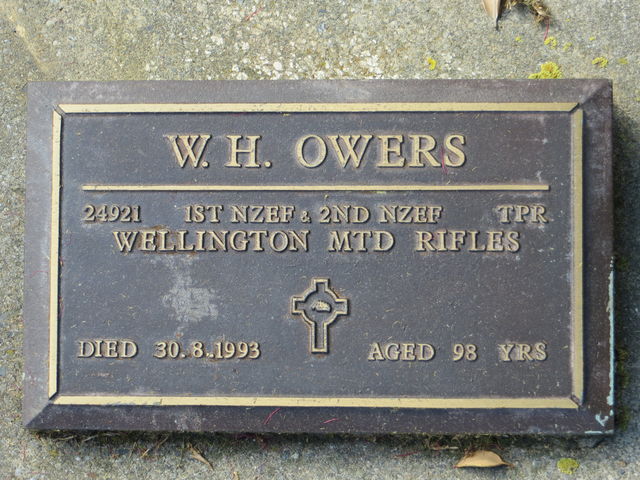 W. H. OWERS
24921 1ST NZEF & 2ND NZEF TPR
WELLINGTON MTD RIFLES
DIED 30.8.1993 AGED 98 YRS